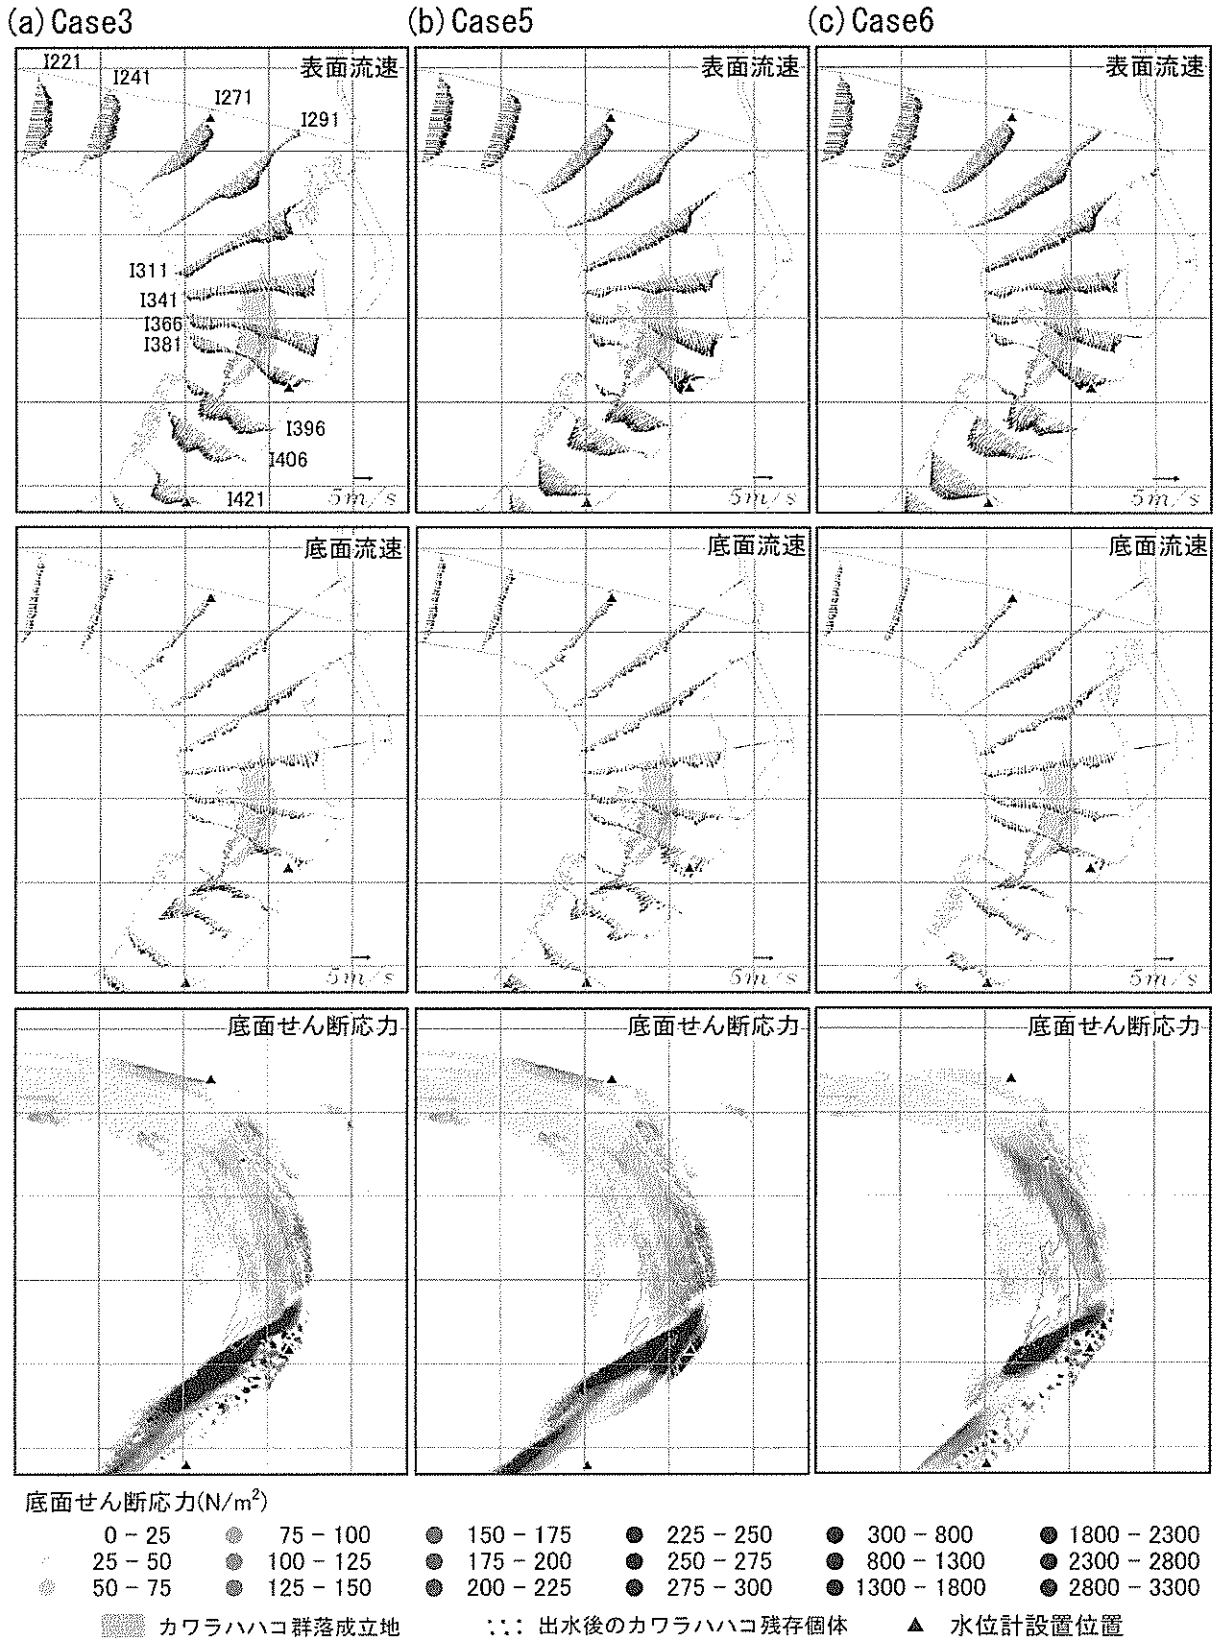 (a)Case3
(b)Case5
(c)Case6
表面流速
表面流速
表面流速
I221
I241
I271
I291
I311
I341
I366
I381
I396
I406
I421
5m/s
5m/s
5m/s
底面流速
底面流速
底面流速
5m/s
5m/s
5m/s
底面せん断応力
底面せん断応力
底面せん断応力
底面せん断応力(N/m²)
0 - 25 75 - 100 150 - 175 225 - 250 300 - 800 1800 - 2300
25 - 50 100 - 125 175 - 200 250 - 275 800 - 1300 2300 - 2800
50 - 75 125 - 150 200 - 225 275 - 300 1300 - 1800 2800 - 3300
カワラハハコ群落成立地 出水後のカワラハハコ残存個体 ▲ 水位計設置位置